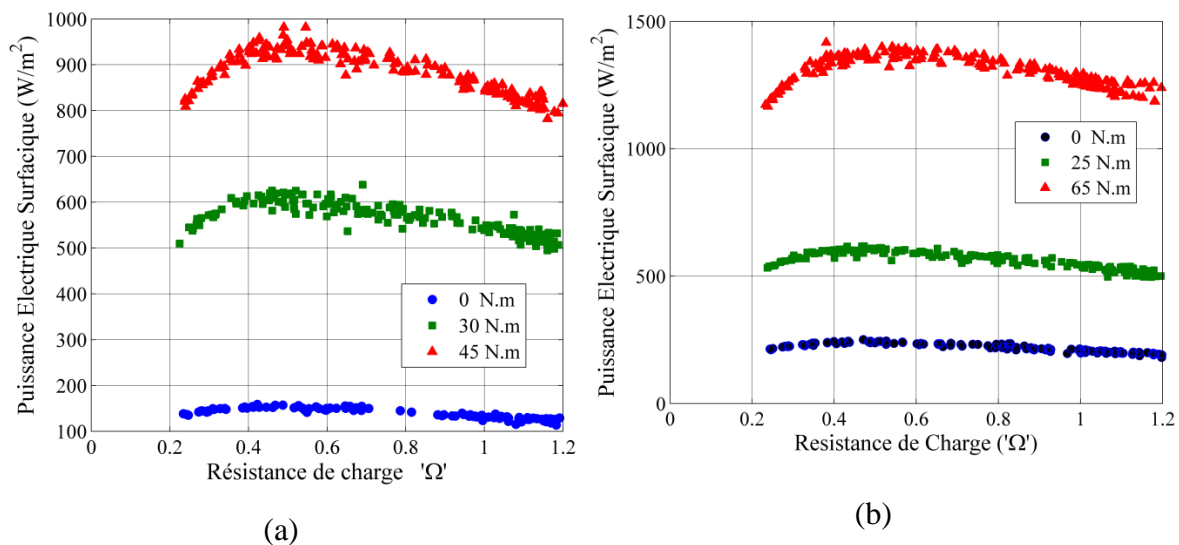 Puissance Electrique Surfacique (W/m²)
1000
900
800
700
600
500
400
300
200
100
0
0.2
0.4
0.6
0.8
1
1.2
0 N.m
30 N.m
45 N.m
Résistance de charge 'Ω'
(a)
Puissance Electrique Surfacique (W/m²)
1500
1000
500
0
0
0.2
0.4
0.6
0.8
1
1.2
0 N.m
25 N.m
65 N.m
Resistance de Charge ('Ω')
(b)